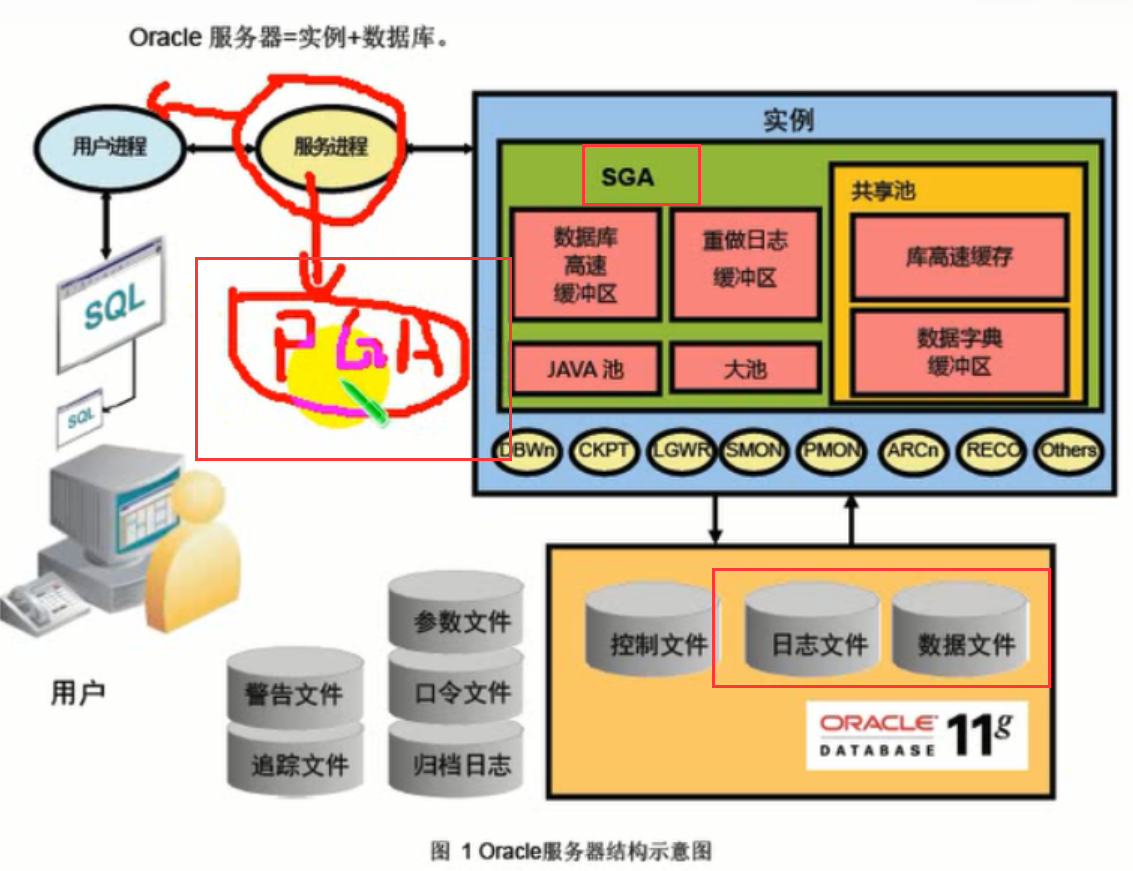 Oracle 服务器=实例+数据库。
用户进程
服务进程
实例
SGA
共享池
数据库
高速
缓冲区
重做日志
缓冲区
库高速缓存
JAVA 池
大池
数据字典
缓冲区
PGA
SQL
SQL
DBWn
CKPT
LGWR
SMON
PMON
ARCn
RECO
Others
用户
警告文件
追踪文件
参数文件
口令文件
归档日志
控制文件
日志文件
数据文件
ORACLE
DATABASE
11g
图 1 Oracle服务器结构示意图